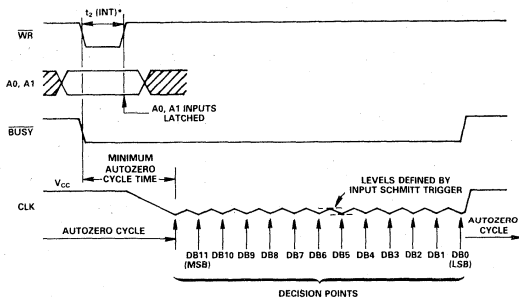 t2 (INT)*
WR
A0, A1
A0, A1 INPUTS
LATCHED
BUSY
MINIMUM
AUTOZERO
CYCLE TIME
LEVELS DEFINED BY
INPUT SCHMITT TRIGGER
VCC
CLK
AUTOZERO CYCLE
AUTOZERO
CYCLE
DB11 DB10 DB9 DB8 DB7 DB6 DB5 DB4 DB3 DB2 DB1 DB0
(MSB) (LSB)
DECISION POINTS